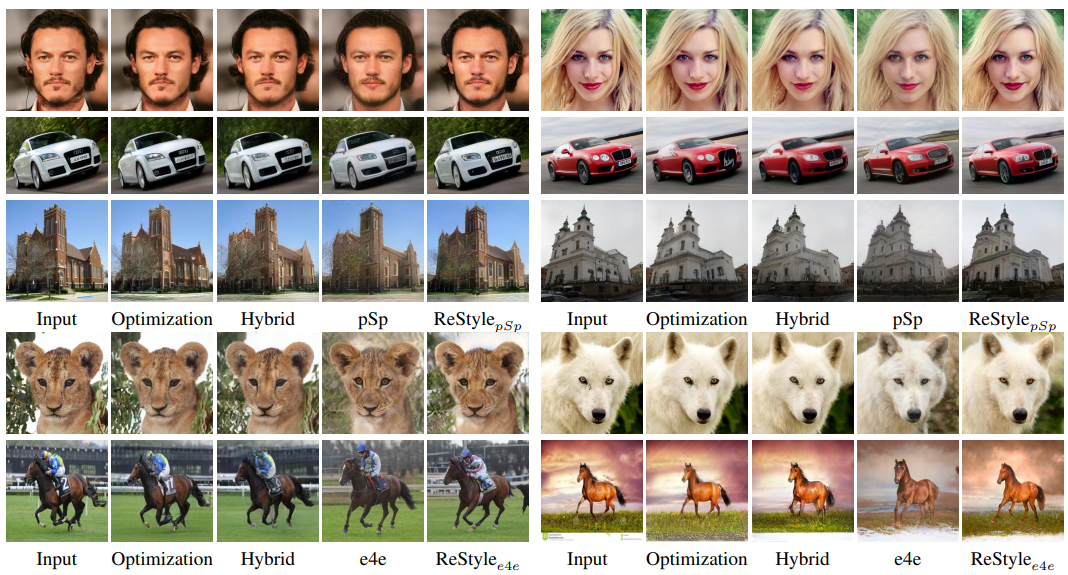 Input Optimization Hybrid pSp ReStyle_pSp Input Optimization Hybrid pSp ReStyle_pSp
Input Optimization Hybrid e4e ReStyle_e4e Input Optimization Hybrid e4e ReStyle_e4e